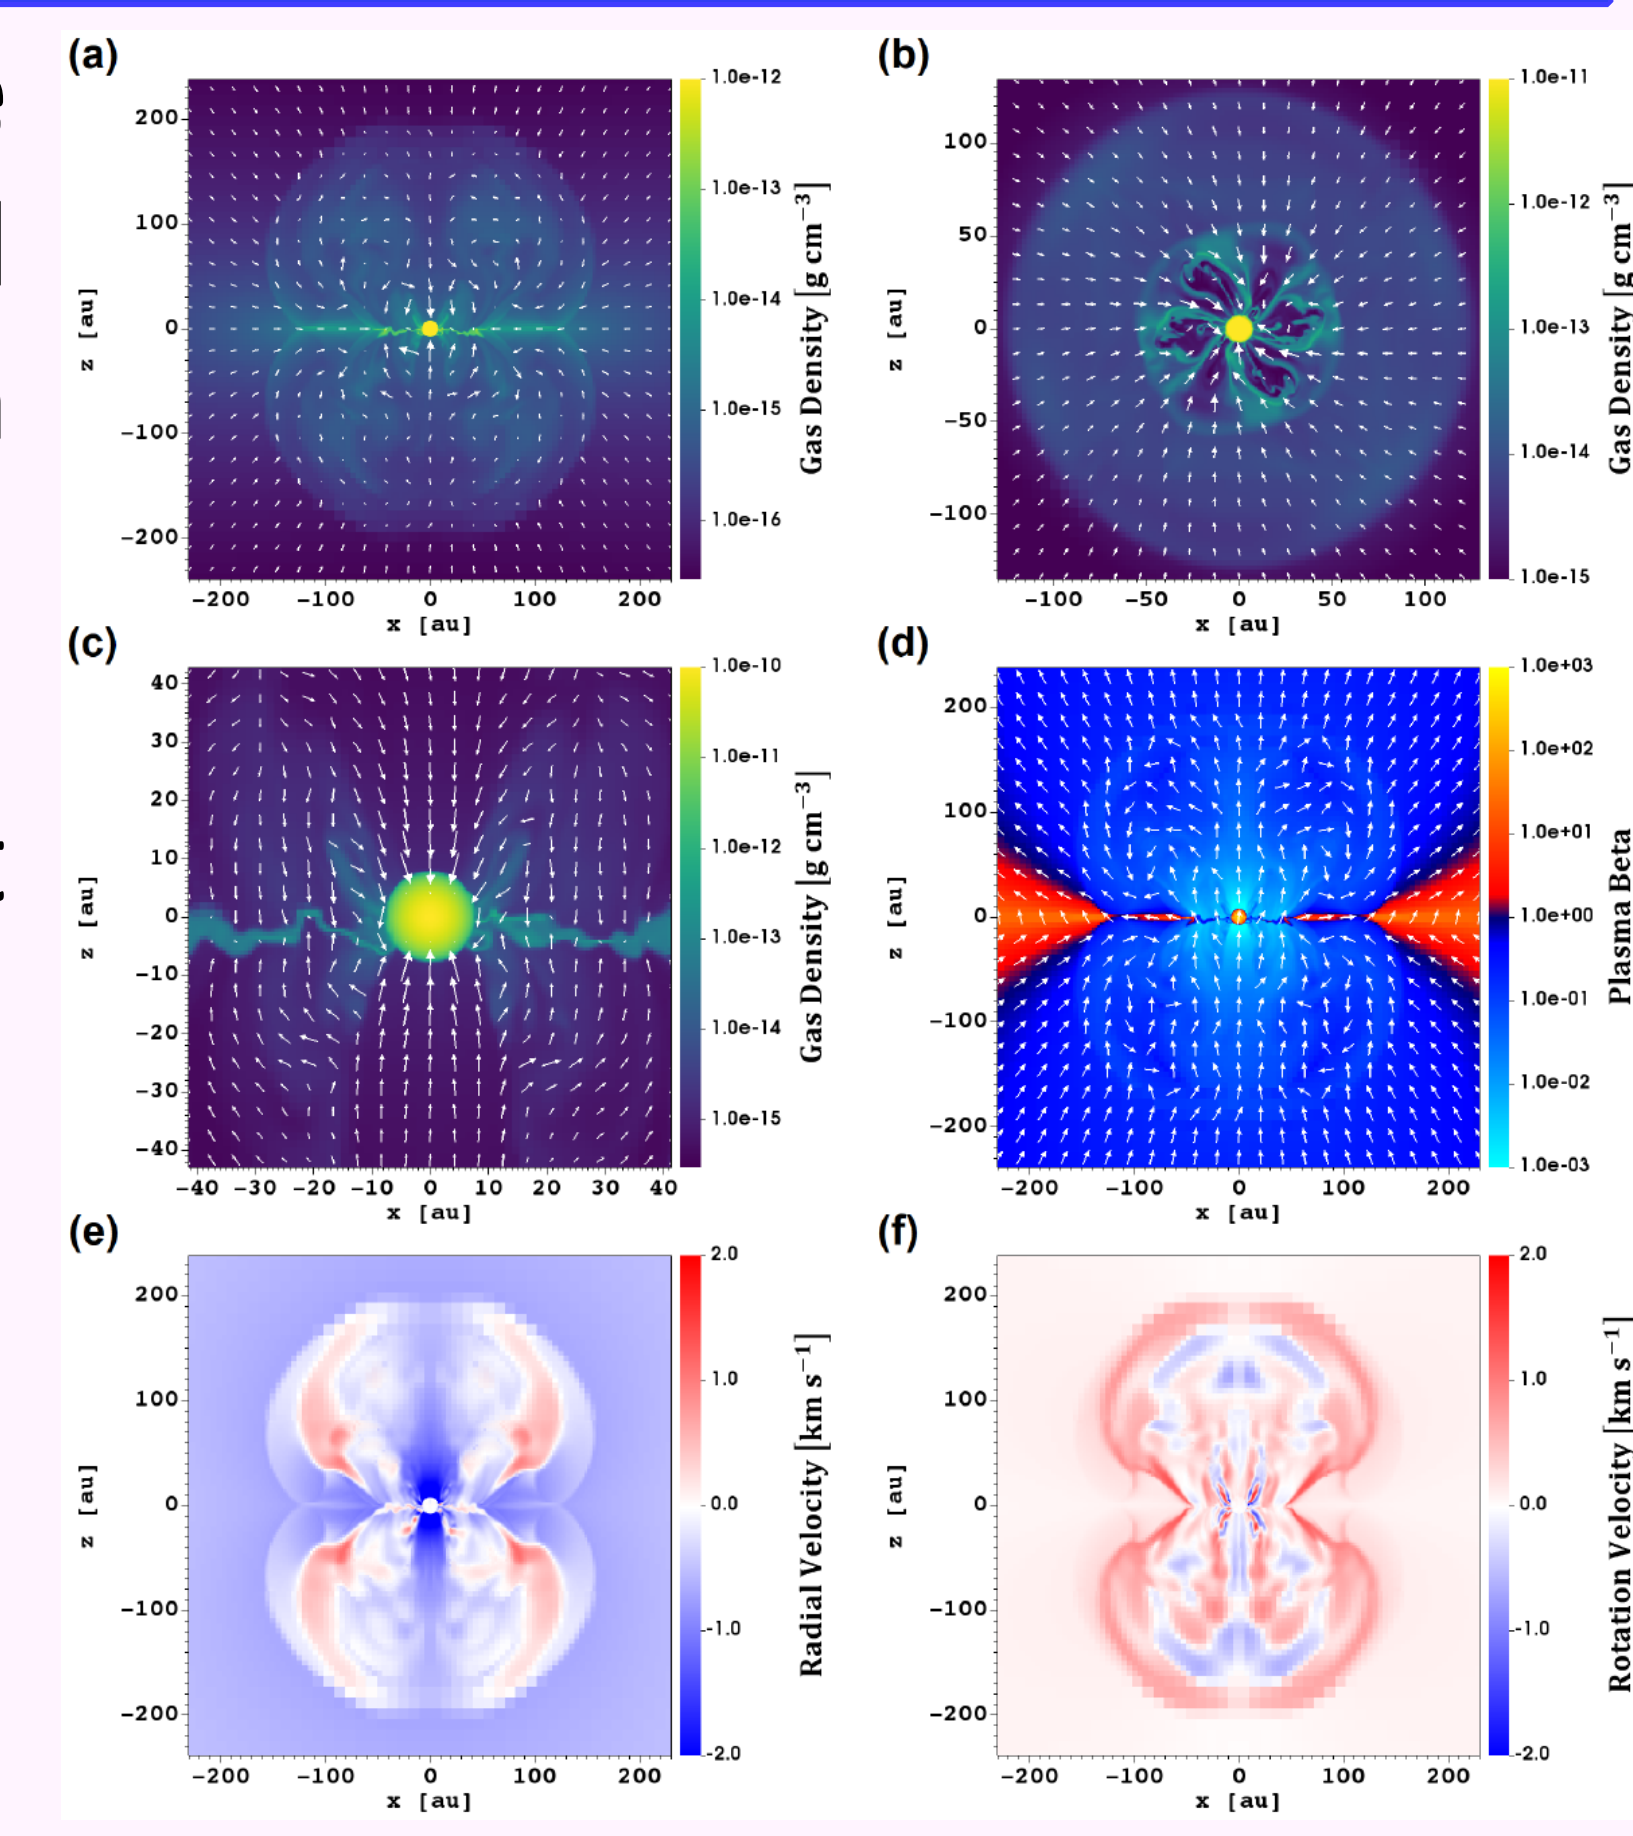 (a)
200
100
0
−100
−200
z [au]
−200 −100 0 100 200
x [au]
1.0e-12
1.0e-13
1.0e-14
1.0e-15
1.0e-16
Gas Density [g cm⁻³]
(b)
100
50
0
−50
−100
z [au]
−100 −50 0 50 100
x [au]
1.0e-11
1.0e-12
1.0e-13
1.0e-14
1.0e-15
Gas Density [g cm⁻³]
(c)
40
30
20
10
0
−10
−20
−30
−40
z [au]
−40 −30 −20 −10 0 10 20 30 40
x [au]
1.0e-10
1.0e-11
1.0e-12
1.0e-13
1.0e-14
1.0e-15
Gas Density [g cm⁻³]
(d)
200
100
0
−100
−200
z [au]
−200 −100 0 100 200
x [au]
1.0e+03
1.0e+02
1.0e+01
1.0e+00
1.0e-01
1.0e-02
1.0e-03
Plasma Beta
(e)
200
100
0
−100
−200
z [au]
−200 −100 0 100 200
x [au]
2.0
1.0
0.0
-1.0
-2.0
Radial Velocity [km s⁻¹]
(f)
200
100
0
−100
−200
z [au]
−200 −100 0 100 200
x [au]
2.0
1.0
0.0
-1.0
-2.0
Rotation Velocity [km s⁻¹]